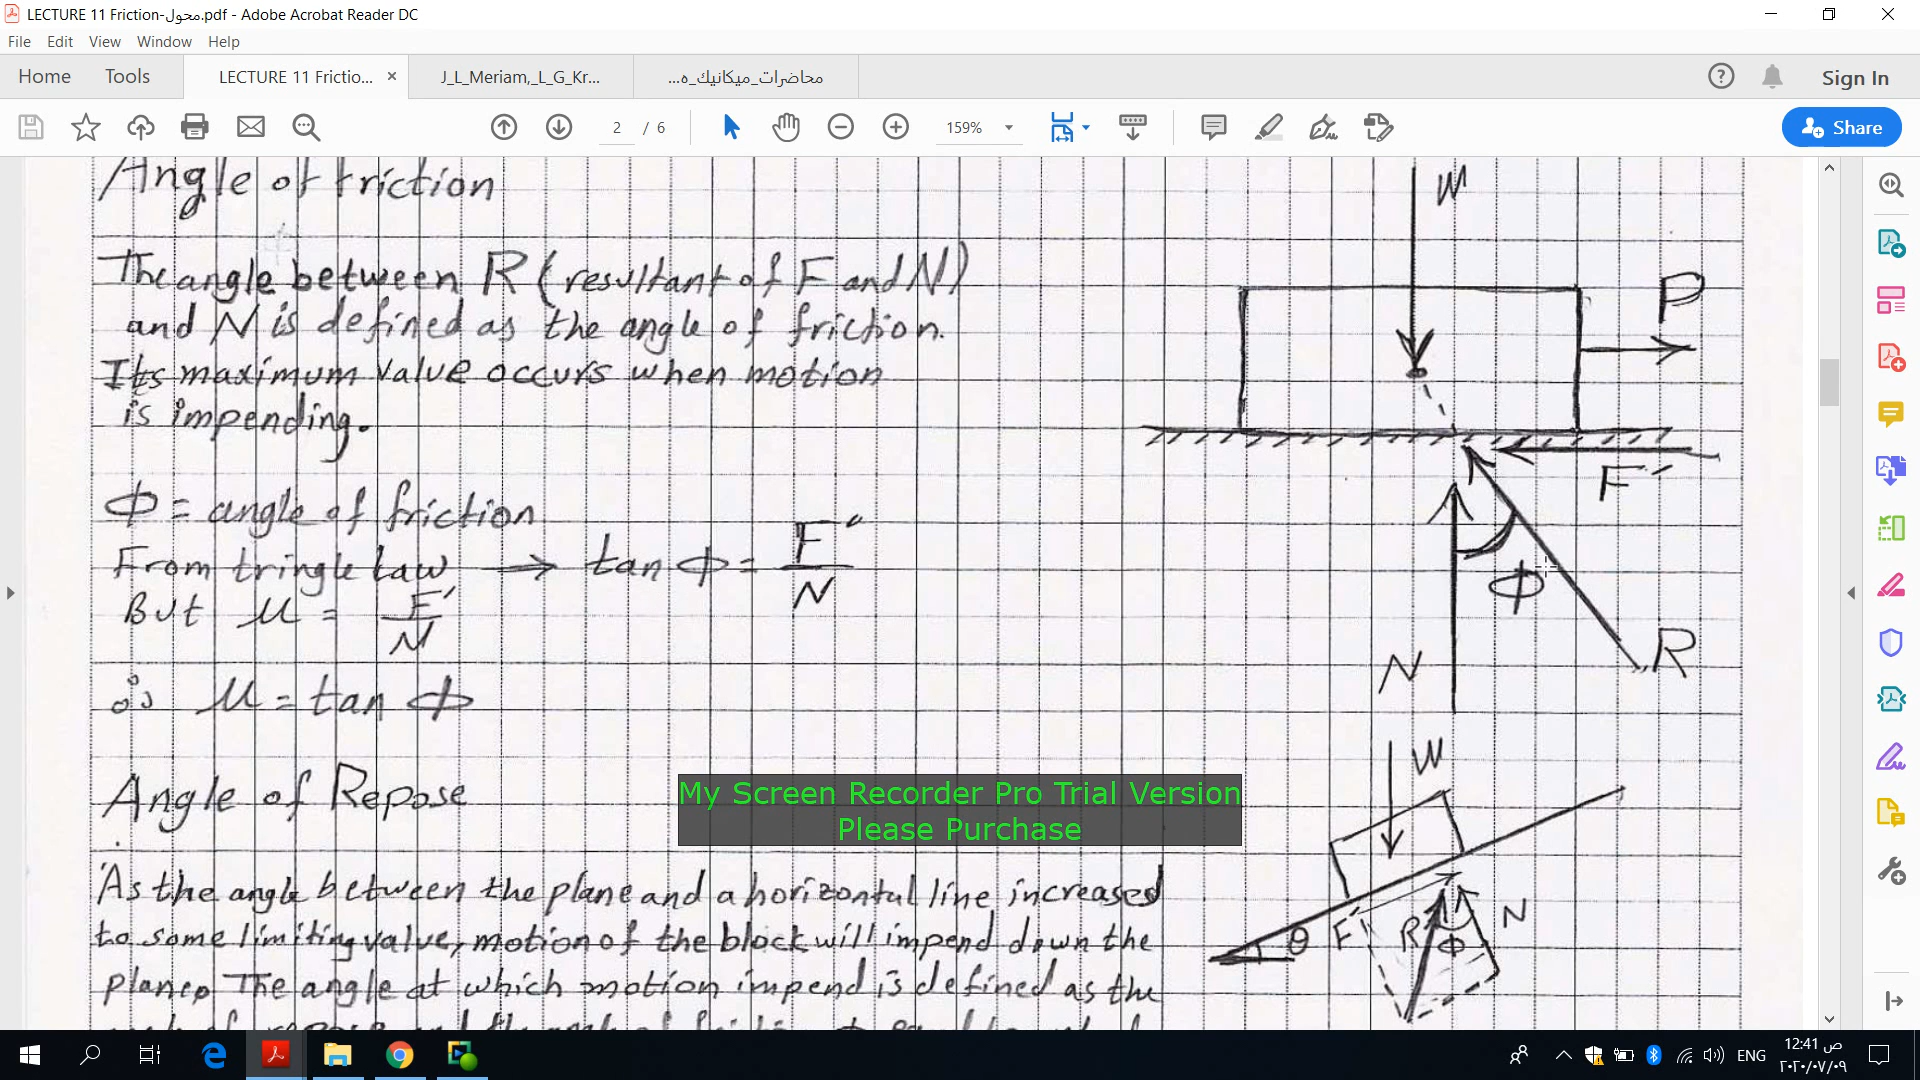 LECTURE 11 Friction-محول.pdf - Adobe Acrobat Reader DC
File Edit View Window Help
Home Tools LECTURE 11 Frictio... × J_L_Meriam,_L_G_Kr... محاضرات_ميكانيك_ه... Sign In
2 / 6 159% Share
Angle of friction
The angle between R (resultant of F and N)
and N is defined as the angle of friction.
Its maximum value occurs when motion
is impending.
Φ = angle of friction
From tringle law → tan Φ = F′/N
But μ = F′/N
∴ μ = tan Φ
W
P
F′
Φ
N
R
Angle of Repose
As the angle between the plane and a horizontal line increased
to some limiting value, motion of the block will impend down the
plane. The angle at which motion impend is defined as the
W
θ F′ R Φ N
My Screen Recorder Pro Trial Version
Please Purchase
ENG
12:41 ص
٢٠٢٠/٠٧/٠٩